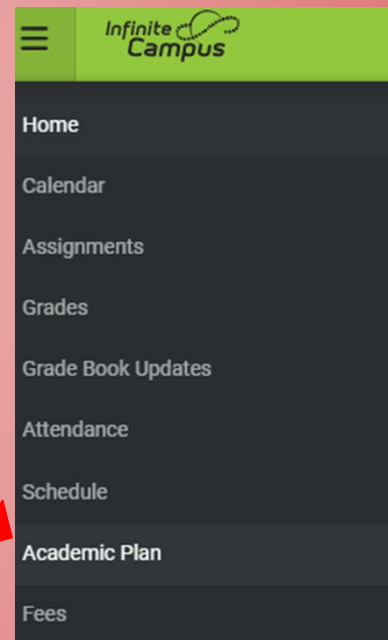 Infinite
Campus
Home
Calendar
Assignments
Grades
Grade Book Updates
Attendance
Schedule
Academic Plan
Fees